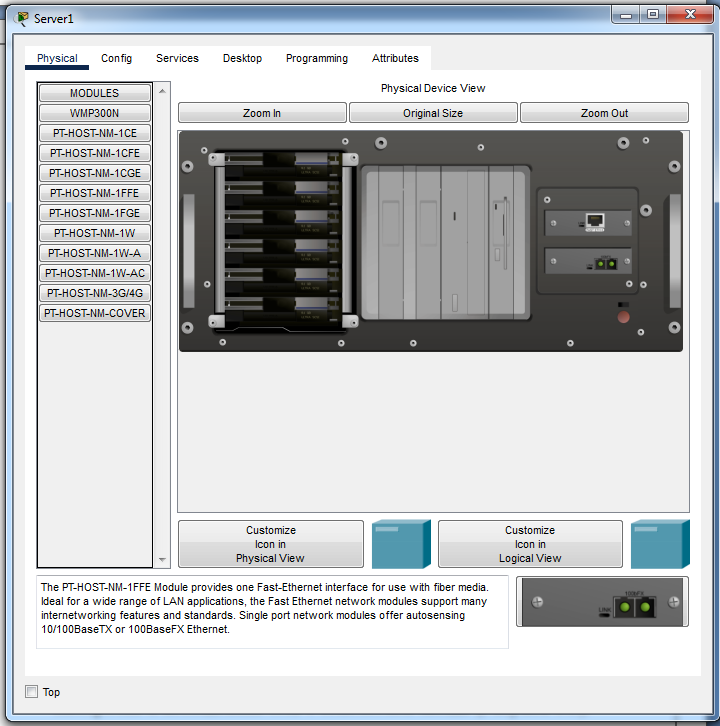 Server1
Physical
Config
Services
Desktop
Programming
Attributes
MODULES
WMP300N
PT-HOST-NM-1CE
PT-HOST-NM-1CFE
PT-HOST-NM-1CGE
PT-HOST-NM-1FFE
PT-HOST-NM-1FGE
PT-HOST-NM-1W
PT-HOST-NM-1W-A
PT-HOST-NM-1W-AC
PT-HOST-NM-3G/4G
PT-HOST-NM-COVER
Physical Device View
Zoom In
Original Size
Zoom Out
Customize
Icon in
Physical View
Customize
Icon in
Logical View
The PT-HOST-NM-1FFE Module provides one Fast-Ethernet interface for use with fiber media.
Ideal for a wide range of LAN applications, the Fast Ethernet network modules support many
internetworking features and standards. Single port network modules offer autosensing
10/100BaseTX or 100BaseFX Ethernet.
100FX
LINK
Top